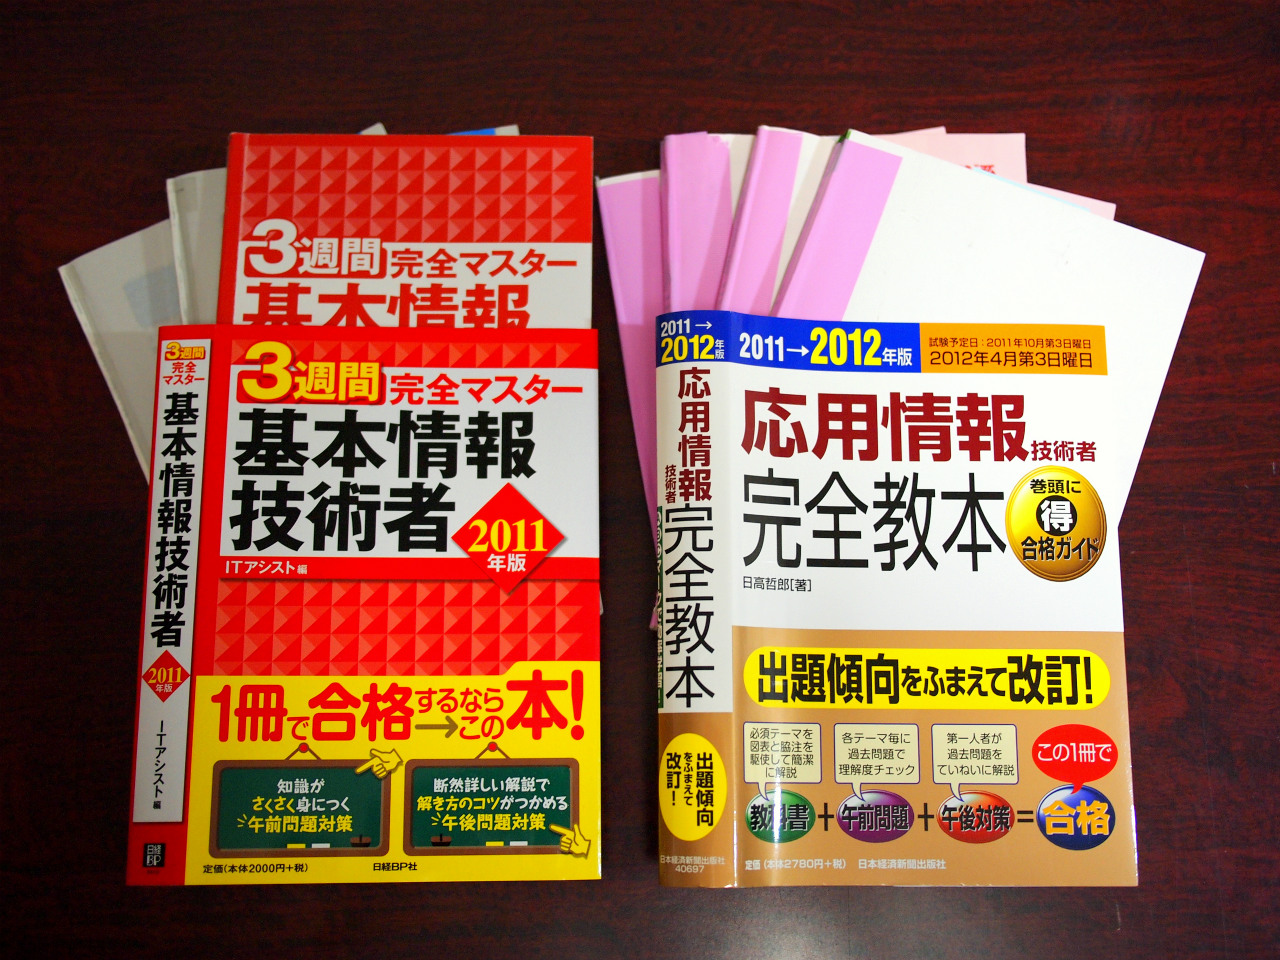 3週間 完全マスター
基本情報
3週間
完全
マスター
基本情報技術者
2011
年版
ITアシスト 編
日経
BP
3週間 完全マスター
基本情報
技術者
2011
年版
ITアシスト 編
1冊で合格するなら→この本!
知識が
さくさく身につく
午前問題対策
断然詳しい解説で
解き方のコツがつかめる
午後問題対策
定価(本体2000円+税)
日経BP社
2011→
2012年版
応用情報
技術者
完全教本
出題傾向
をふまえて
改訂!
日本経済新聞出版社
40697
2011→2012年版
試験予定日:2011年10月第3日曜日
2012年4月第3日曜日
応用情報技術者
完全教本
巻頭に
得
合格ガイド
日高哲郎[著]
出題傾向をふまえて改訂!
必須テーマを
図表と脇注を
駆使して簡潔
に解説
各テーマ毎に
過去問題で
理解度チェック
第一人者が
過去問題を
ていねいに解説
この1冊で
教科書+午前問題+午後対策=合格
定価(本体2780円+税)
日本経済新聞出版社